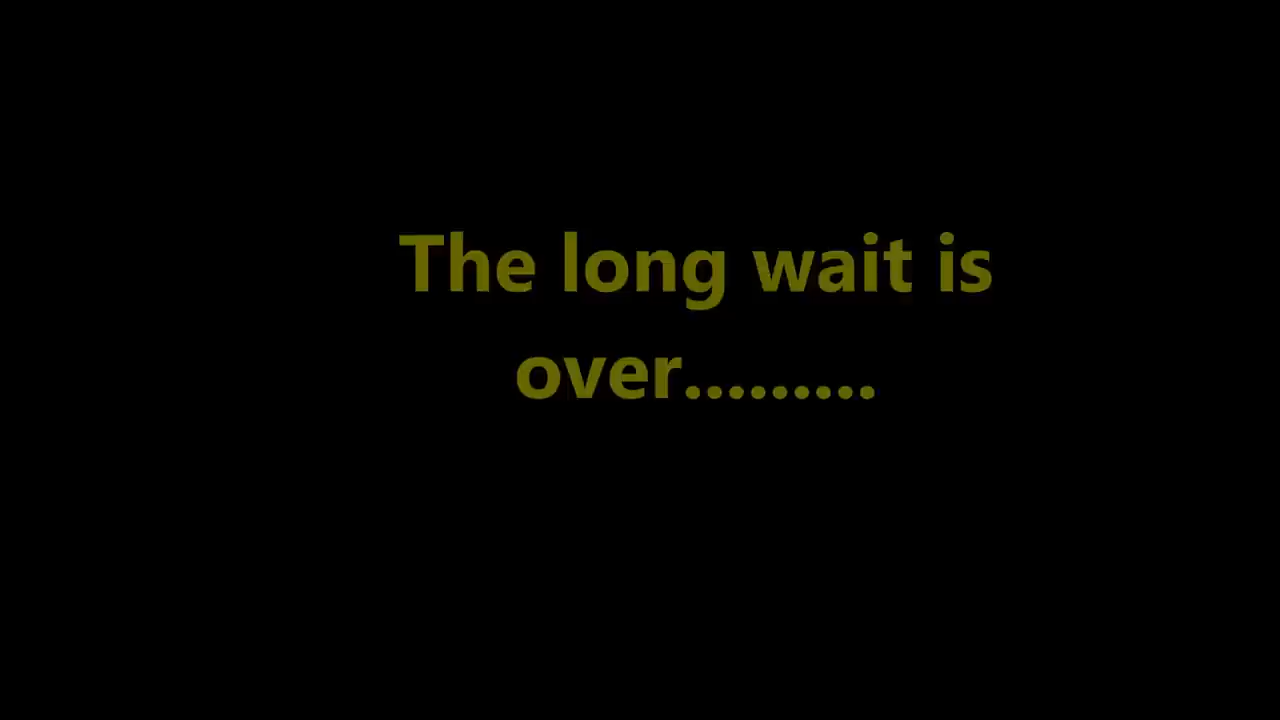 The long wait is
over.........